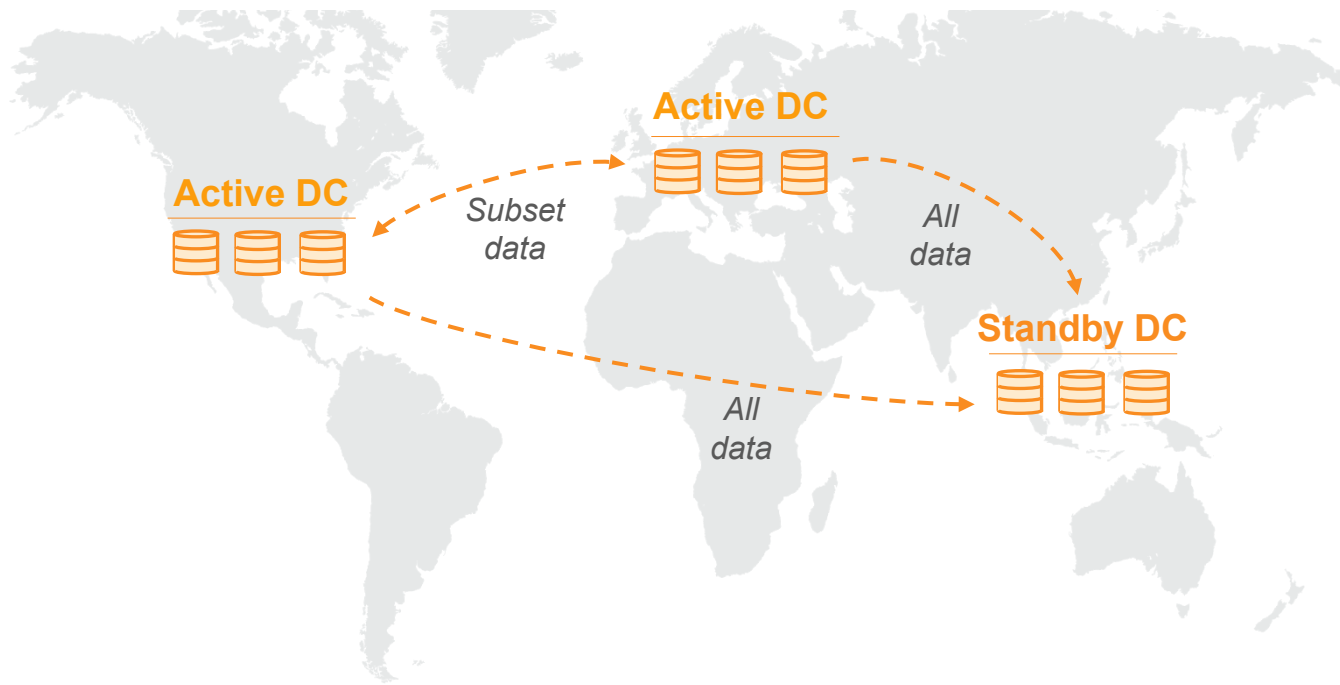 Active DC
Active DC
Subset
data
All
data
Standby DC
All
data